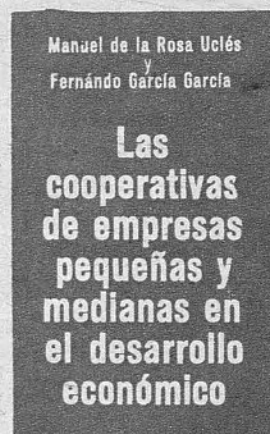 Manuel de la Rosa Uclés
y
Fernándo García García
Las
cooperativas
de empresas
pequeñas y
medianas en
el desarrollo
económico